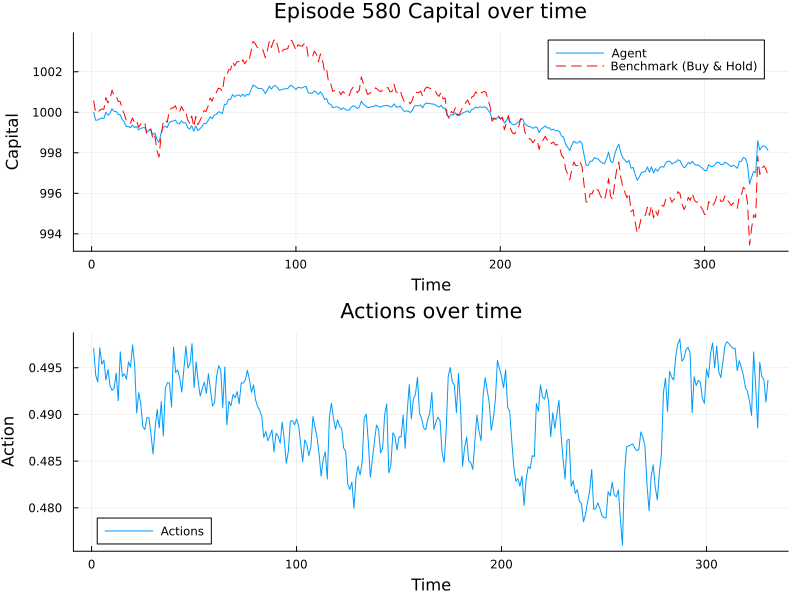 Episode 580 Capital over time
Capital
1002
1000
998
996
994
Agent
Benchmark (Buy & Hold)
0
100
200
300
Time
Actions over time
Action
0.495
0.490
0.485
0.480
Actions
0
100
200
300
Time